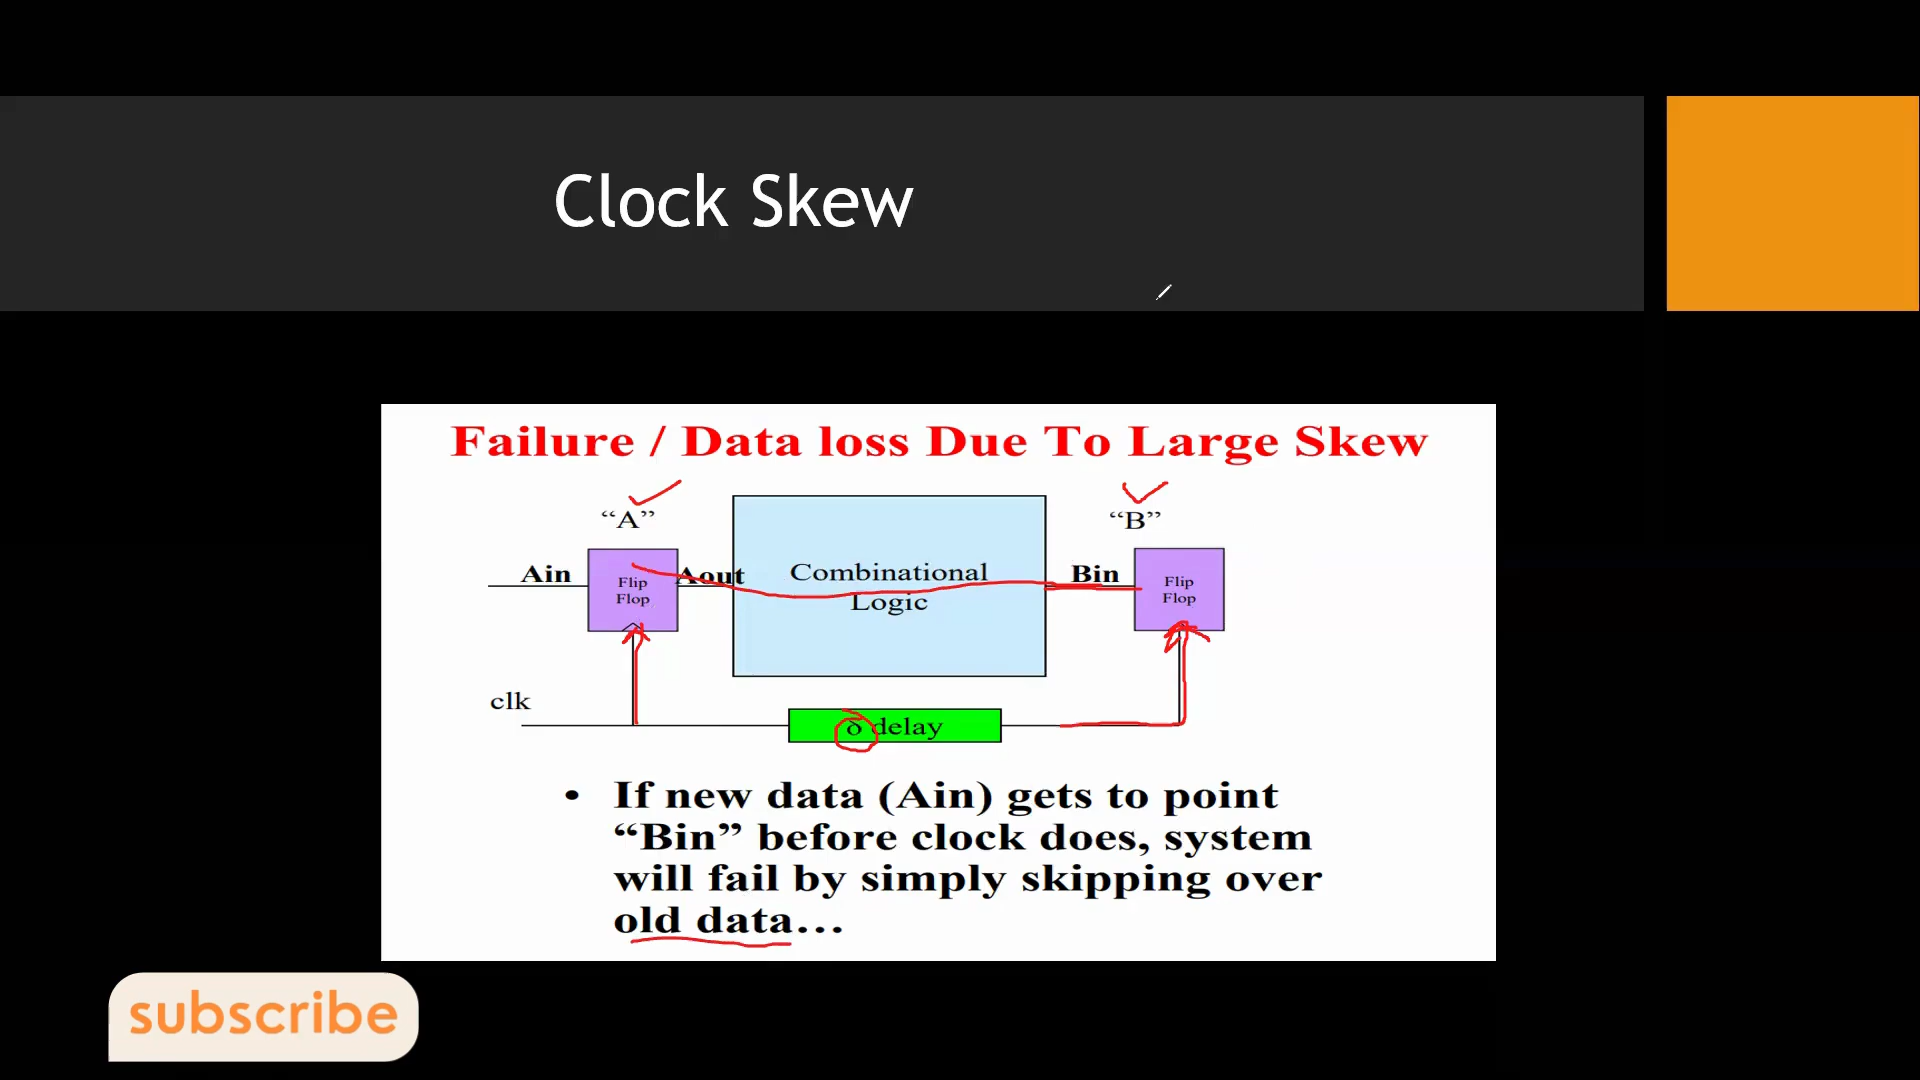 Clock Skew
Failure / Data loss Due To Large Skew
“A”
“B”
Ain
Flip
Flop
Aout
Combinational
Logic
Bin
Flip
Flop
clk
δ delay
• If new data (Ain) gets to point
“Bin” before clock does, system
will fail by simply skipping over
old data…
subscribe